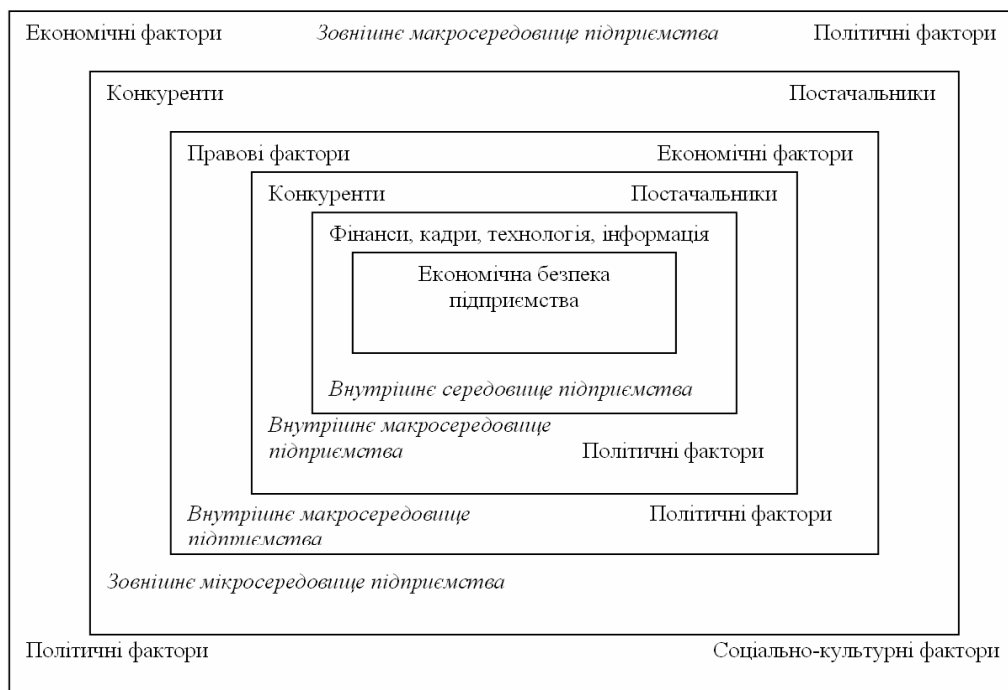 Економічні фактори Зовнішнє макросередовище підприємства Політичні фактори
Конкуренти Постачальники
Правові фактори Економічні фактори
Конкуренти Постачальники
Фінанси, кадри, технологія, інформація
Економічна безпека
підприємства
Внутрішнє середовище підприємства
Внутрішнє макросередовище
підприємства Політичні фактори
Внутрішнє макросередовище Політичні фактори
підприємства
Зовнішнє мікросередовище підприємства
Політичні фактори Соціально-культурні фактори